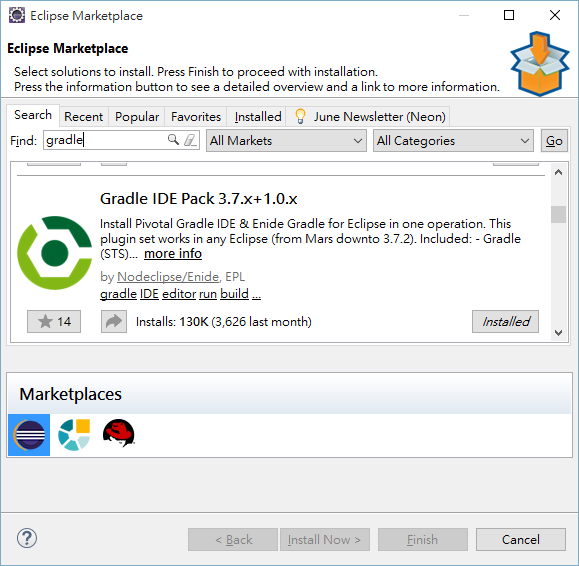 Eclipse Marketplace
Eclipse Marketplace
Select solutions to install. Press Finish to proceed with installation.
Press the information button to see a detailed overview and a link to more information.
Search Recent Popular Favorites Installed June Newsletter (Neon)
Find: gradle All Markets All Categories Go
Gradle IDE Pack 3.7.x+1.0.x
Install Pivotal Gradle IDE & Enide Gradle for Eclipse in one operation. This
plugin set works in any Eclipse (from Mars downto 3.7.2). Included: - Gradle
(STS)... more info
by Nodeclipse/Enide, EPL
gradle IDE editor run build ...
14 Installs: 130K (3,626 last month) Installed
Marketplaces
? < Back Install Now > Finish Cancel